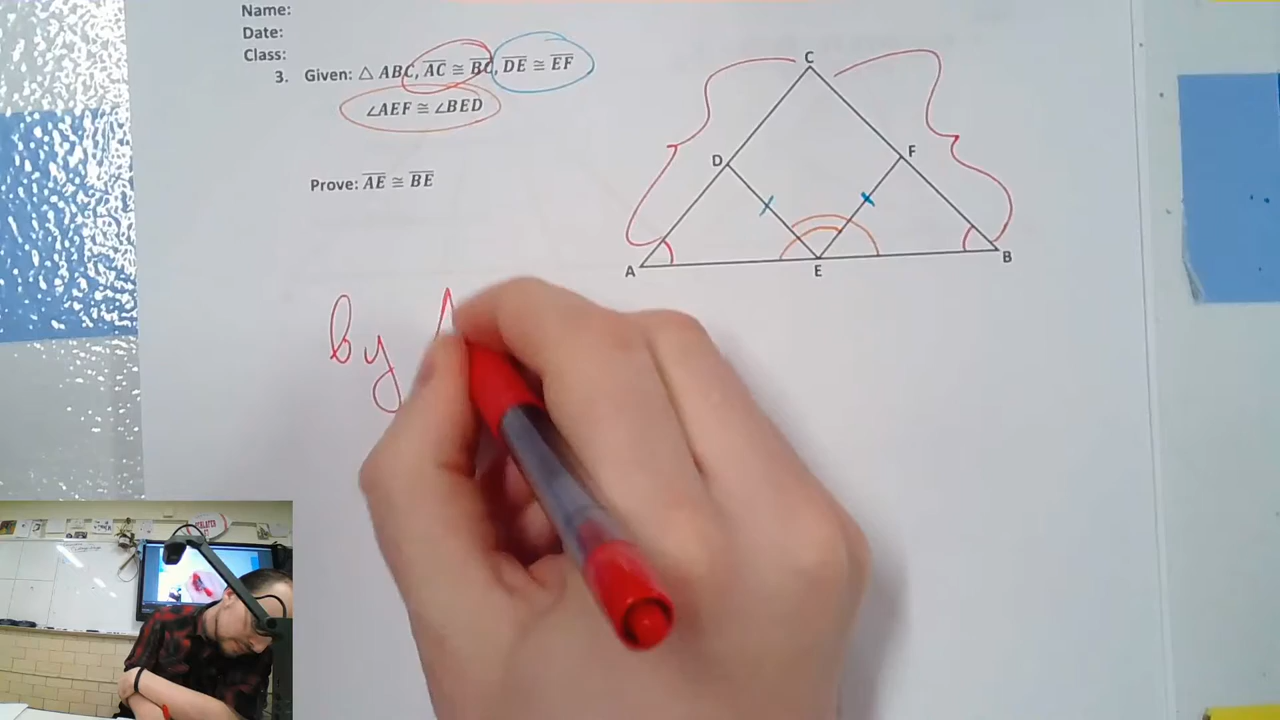 Name:
Date:
Class:
3. Given: △ ABC, AC ≅ BC, DE ≅ EF
∠AEF ≅ ∠BED
Prove: AE ≅ BE
C
D
F
A
E
B
by A